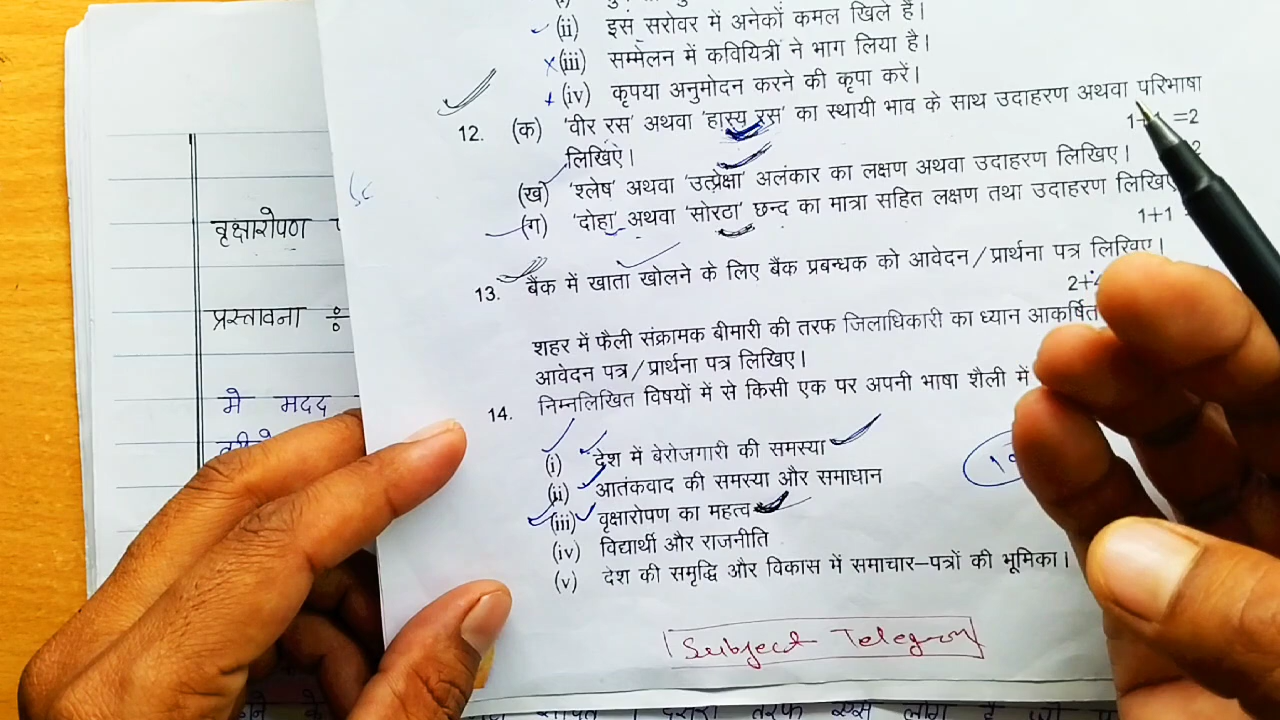 (ii) इस सरोवर में अनेकों कमल खिले हैं।
(iii) सम्मेलन में कवियित्री ने भाग लिया है।
(iv) कृपया अनुमोदन करने की कृपा करें।
12. (क) 'वीर रस' अथवा 'हास्य रस' का स्थायी भाव के साथ उदाहरण अथवा परिभाषा
लिखिए। 1+1 =2
(ख) 'श्लेष' अथवा 'उत्प्रेक्षा' अलंकार का लक्षण अथवा उदाहरण लिखिए। 2
(ग) 'दोहा' अथवा 'सोरठा' छन्द का मात्रा सहित लक्षण तथा उदाहरण लिखिए
1+1
13. बैंक में खाता खोलने के लिए बैंक प्रबन्धक को आवेदन/प्रार्थना पत्र लिखिए।
2+
शहर में फैली संक्रामक बीमारी की तरफ जिलाधिकारी का ध्यान आकर्षित
आवेदन पत्र/प्रार्थना पत्र लिखिए।
14. निम्नलिखित विषयों में से किसी एक पर अपनी भाषा शैली में
(i) देश में बेरोजगारी की समस्या
(ii) आतंकवाद की समस्या और समाधान
(iii) वृक्षारोपण का महत्व
(iv) विद्यार्थी और राजनीति
(v) देश की समृद्धि और विकास में समाचार-पत्रों की भूमिका।
Subject Telegram
वृक्षारोपण
प्रस्तावना ÷
मे मदद